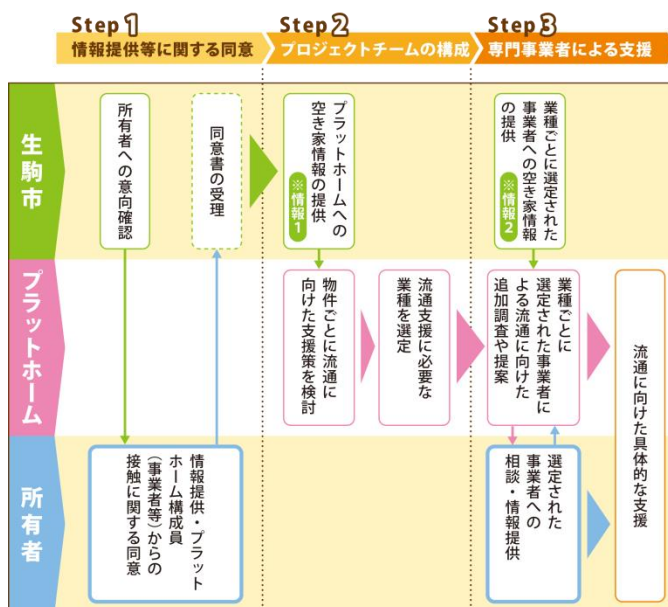 Step 1
情報提供等に関する同意
Step 2
プロジェクトチームの構成
Step 3
専門事業者による支援
生駒市
所有者への意向確認
同意書の受理
プラットホームへの
空き家情報の提供
※情報1
業種ごとに選定された
事業者への空き家情報
の提供
※情報2
プラットホーム
物件ごとに流通に
向けた支援策を検討
流通支援に必要な
業種を選定
業種ごとに
選定された事業者に
よる流通に向けた
追加調査や提案
流通に向けた具体的な支援
所有者
情報提供・プラット
ホーム構成員
(事業者等)からの
接触に関する同意
選定された
事業者への
相談・情報提供